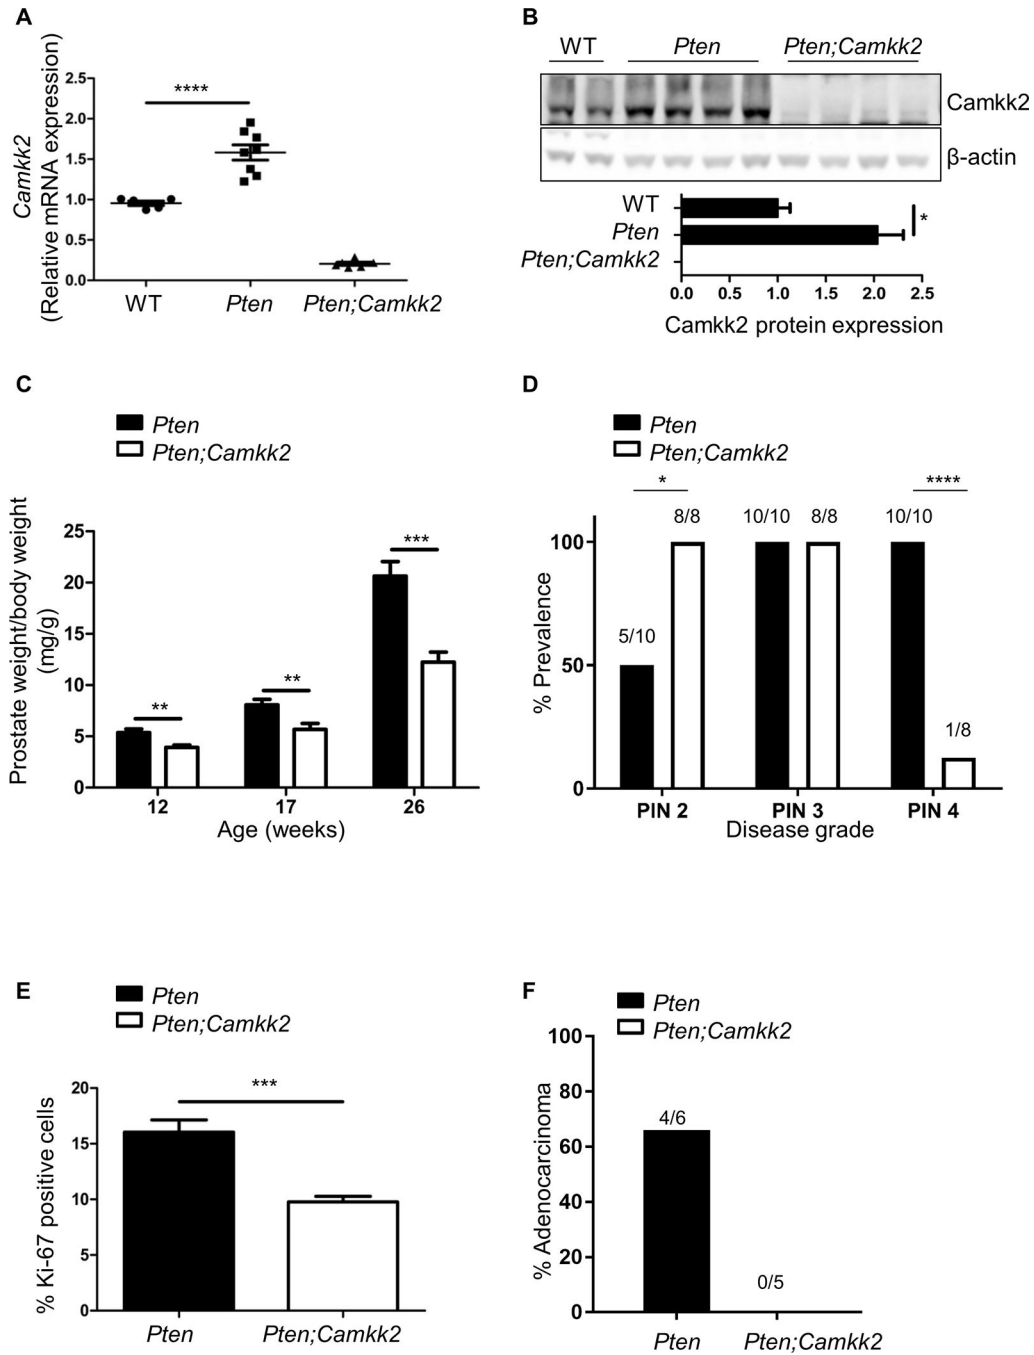 A
Camkk2
(Relative mRNA expression)
2.5
2.0
1.5
1.0
0.5
0.0
****
WT
Pten
Pten;Camkk2
B
WT
Pten
Pten;Camkk2
Camkk2
β-actin
WT
Pten
Pten;Camkk2
*
0.0
0.5
1.0
1.5
2.0
2.5
Camkk2 protein expression
C
Pten
Pten;Camkk2
Prostate weight/body weight
(mg/g)
25
20
15
10
5
0
**
**
***
12
17
26
Age (weeks)
D
Pten
Pten;Camkk2
*
****
8/8
10/10
8/8
10/10
5/10
1/8
% Prevalence
100
50
0
PIN 2
PIN 3
PIN 4
Disease grade
E
Pten
Pten;Camkk2
% Ki-67 positive cells
20
15
10
5
0
***
Pten
Pten;Camkk2
F
Pten
Pten;Camkk2
% Adenocarcinoma
100
80
60
40
20
0
4/6
0/5
Pten
Pten;Camkk2